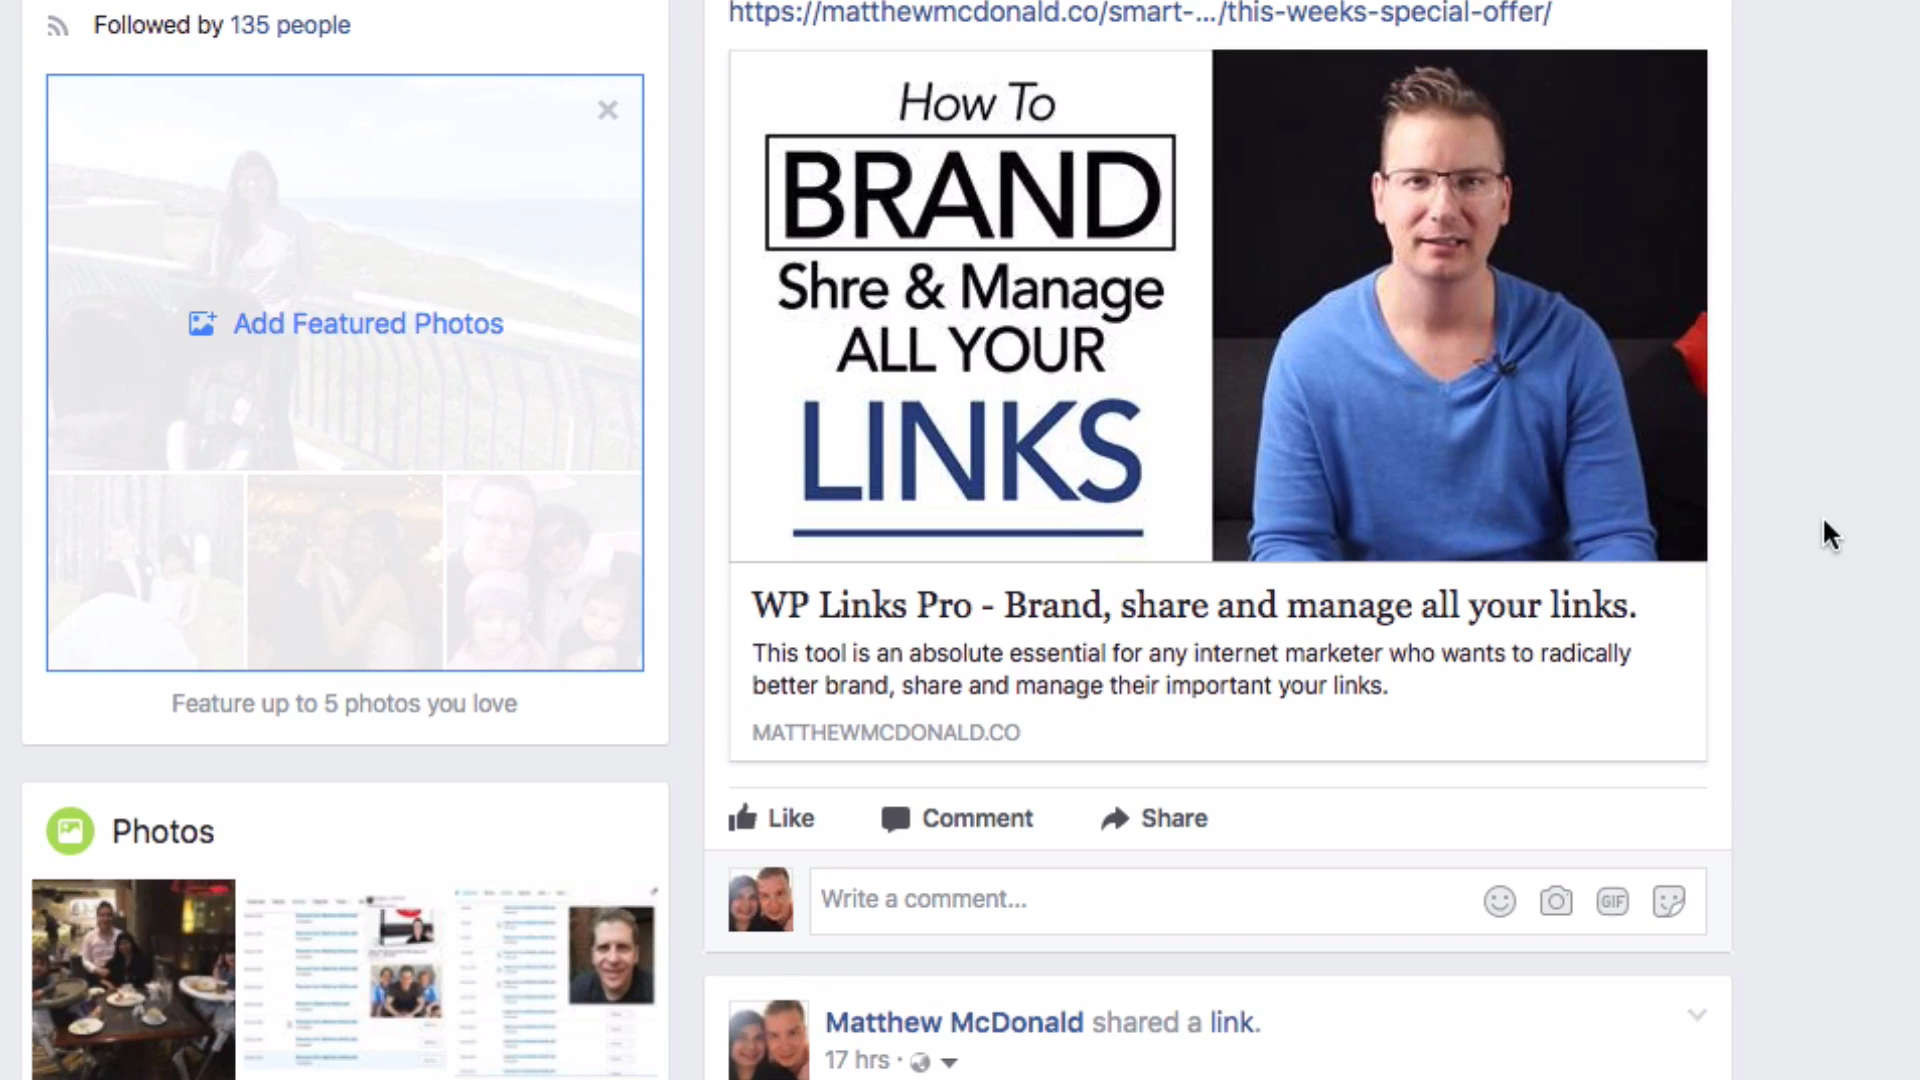 Followed by 135 people
Add Featured Photos
Feature up to 5 photos you love
Photos
https://matthewmcdonald.co/smart-.../this-weeks-special-offer/
How To
BRAND
Shre & Manage
ALL YOUR
LINKS
WP Links Pro - Brand, share and manage all your links.
This tool is an absolute essential for any internet marketer who wants to radically
better brand, share and manage their important your links.
MATTHEWMCDONALD.CO
Like Comment Share
Write a comment...
GIF
Matthew McDonald shared a link.
17 hrs ·